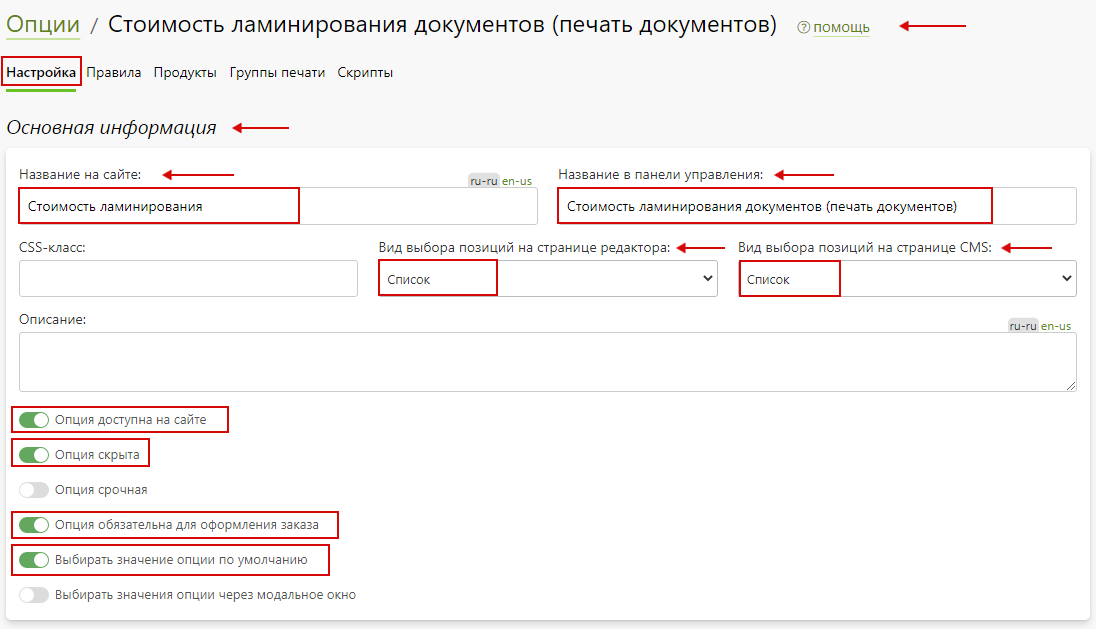 Опции / Стоимость ламинирования документов (печать документов) ? помощь
Настройка Правила Продукты Группы печати Скрипты
Основная информация
Название на сайте: ru-ru en-us Название в панели управления:
Стоимость ламинирования Стоимость ламинирования документов (печать документов)
CSS-класс: Вид выбора позиций на странице редактора: Вид выбора позиций на странице CMS:
Список Список
Описание: ru-ru en-us
Опция доступна на сайте
Опция скрыта
Опция срочная
Опция обязательна для оформления заказа
Выбирать значение опции по умолчанию
Выбирать значения опции через модальное окно